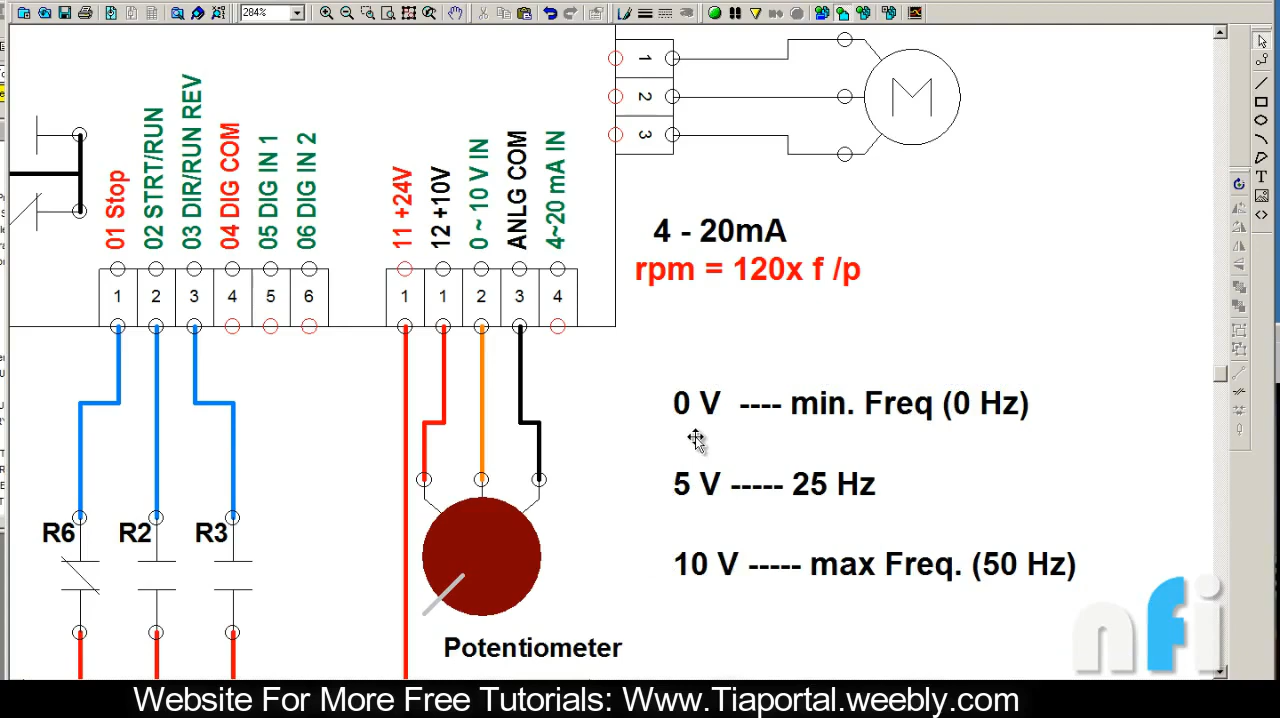 284%
01 Stop
02 STRT/RUN
03 DIR/RUN REV
04 DIG COM
05 DIG IN 1
06 DIG IN 2
11 +24V
12 +10V
0 ~ 10 V IN
ANLG COM
4~20 mA IN
1
2
3
M
4 - 20mA
rpm = 120x f /p
1 2 3 4 5 6
1 1 2 3 4
0 V ---- min. Freq (0 Hz)
5 V ----- 25 Hz
10 V ----- max Freq. (50 Hz)
R6 R2 R3
Potentiometer
nfi
Website For More Free Tutorials: Www.Tiaportal.weebly.com